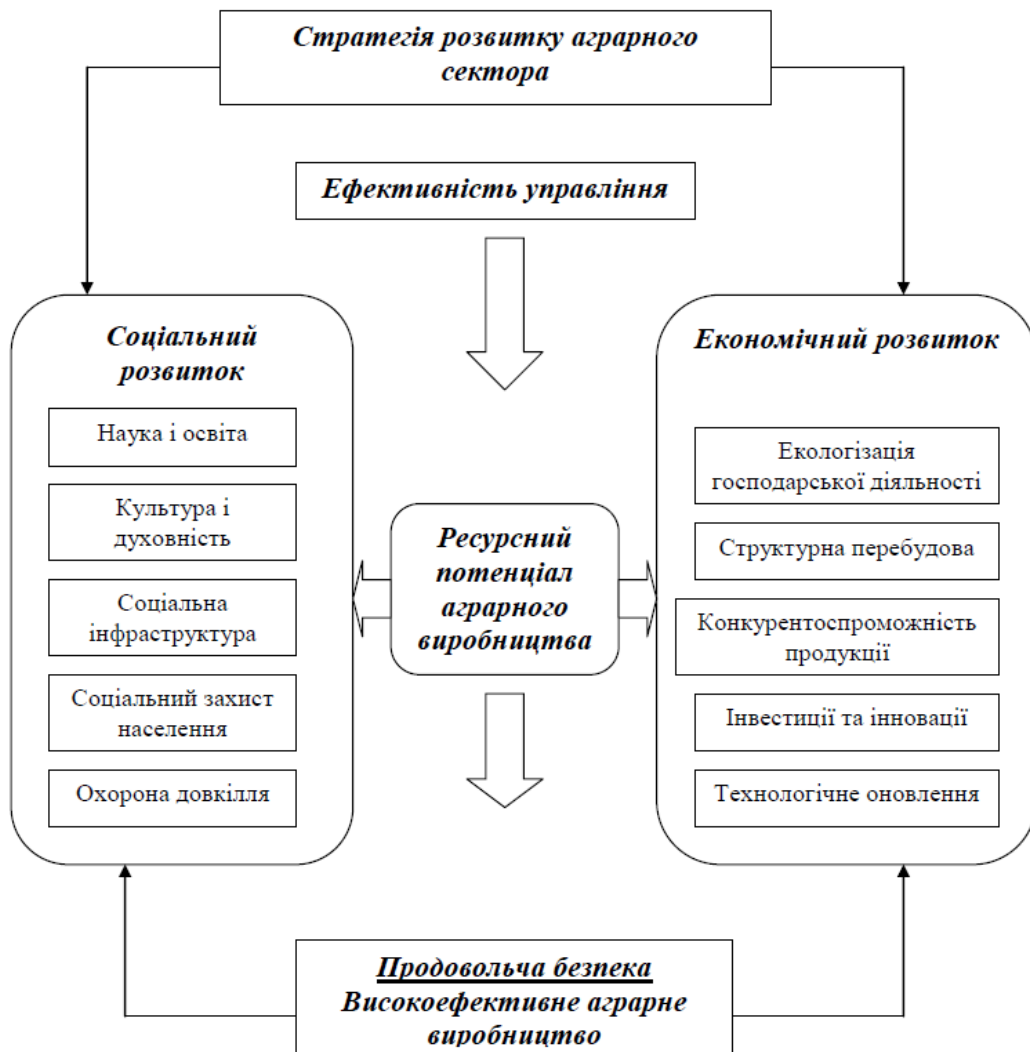 Стратегія розвитку аграрного
сектора
Ефективність управління
Соціальний
розвиток
Наука і освіта
Культура і
духовність
Соціальна
інфраструктура
Соціальний захист
населення
Охорона довкілля
Ресурсний
потенціал
аграрного
виробництва
Економічний розвиток
Екологізація
господарської діяльності
Структурна перебудова
Конкурентоспроможність
продукції
Інвестиції та інновації
Технологічне оновлення
Продовольча безпека
Високоефективне аграрне
виробництво